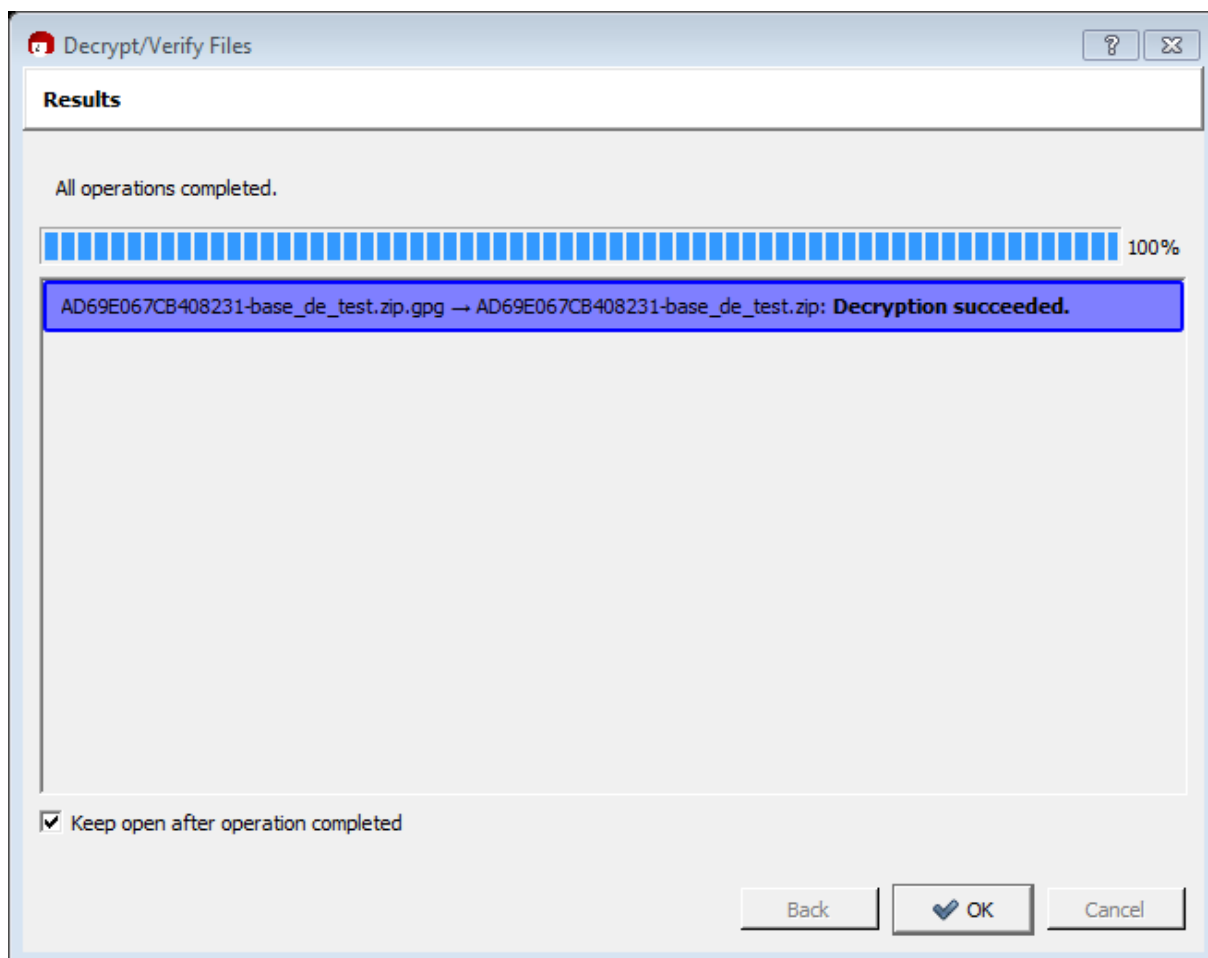 Decrypt/Verify Files
Results
All operations completed.
100%
AD69E067CB408231-base_de_test.zip.gpg → AD69E067CB408231-base_de_test.zip: Decryption succeeded.
Keep open after operation completed
Back
OK
Cancel